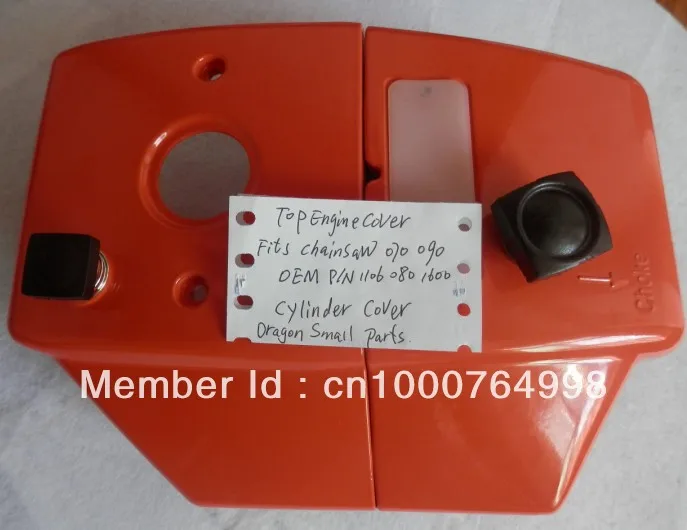 Top Engine Cover
Fits chainsaw 070 090
OEM P/N 1106 080 1600
Cylinder Cover
Dragon Small Parts.
Choke
Member Id : cn1000764998